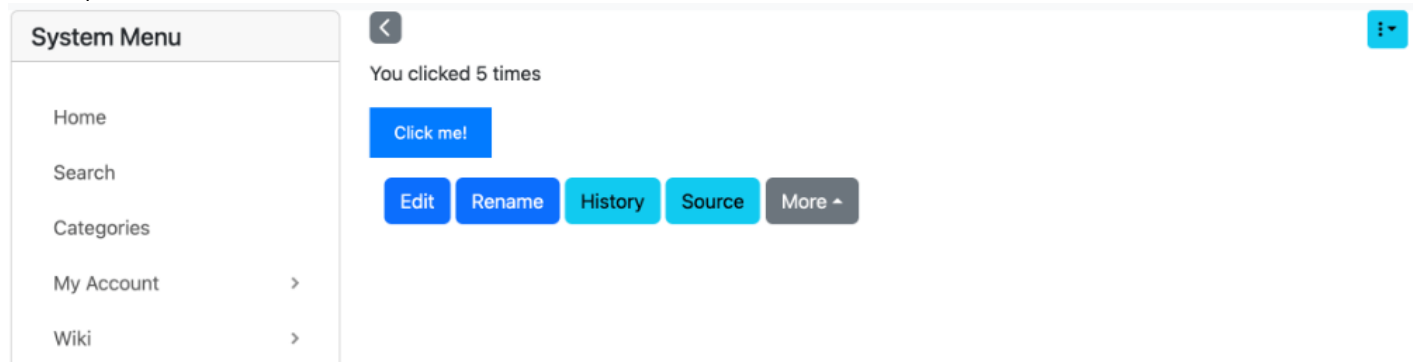 System Menu
Home
Search
Categories
My Account
Wiki
You clicked 5 times
Click me!
Edit Rename History Source More